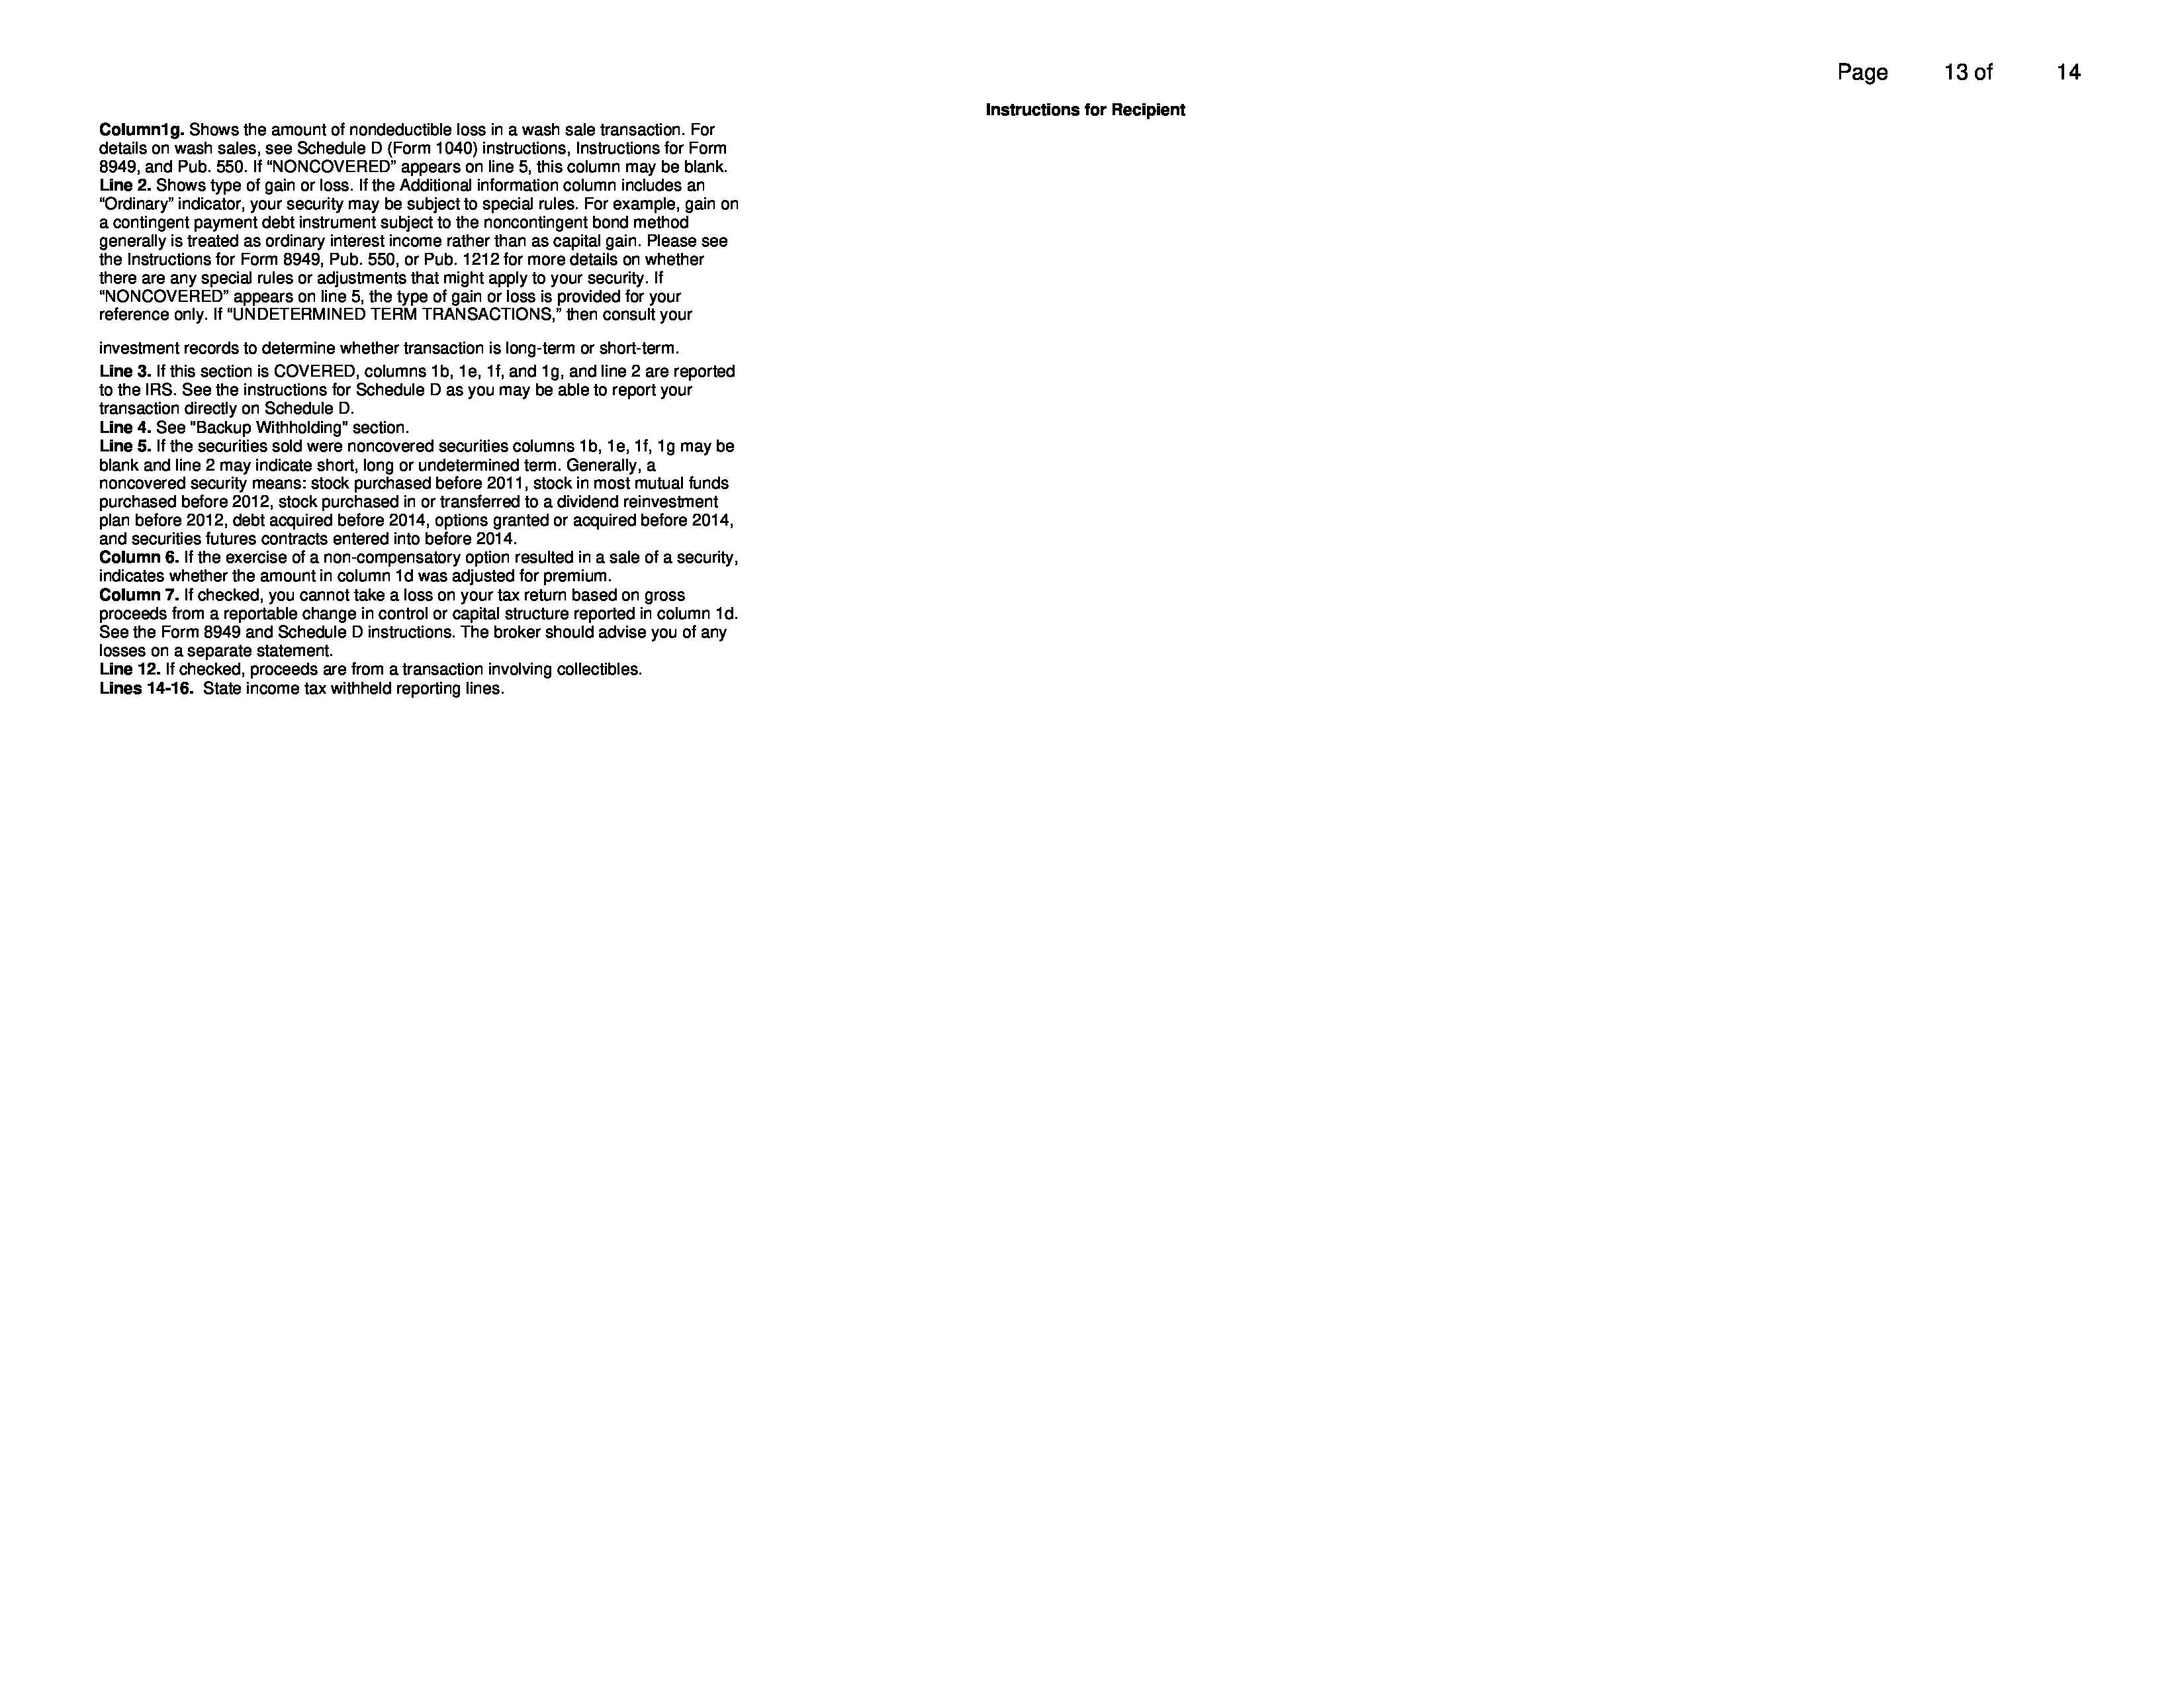 Page 13 of 14
Instructions for Recipient
Column1g. Shows the amount of nondeductible loss in a wash sale transaction. For
details on wash sales, see Schedule D (Form 1040) instructions, Instructions for Form
8949, and Pub. 550. If “NONCOVERED” appears on line 5, this column may be blank.
Line 2. Shows type of gain or loss. If the Additional information column includes an
“Ordinary” indicator, your security may be subject to special rules. For example, gain on
a contingent payment debt instrument subject to the noncontingent bond method
generally is treated as ordinary interest income rather than as capital gain. Please see
the Instructions for Form 8949, Pub. 550, or Pub. 1212 for more details on whether
there are any special rules or adjustments that might apply to your security. If
“NONCOVERED” appears on line 5, the type of gain or loss is provided for your
reference only. If “UNDETERMINED TERM TRANSACTIONS,” then consult your
investment records to determine whether transaction is long-term or short-term.
Line 3. If this section is COVERED, columns 1b, 1e, 1f, and 1g, and line 2 are reported
to the IRS. See the instructions for Schedule D as you may be able to report your
transaction directly on Schedule D.
Line 4. See "Backup Withholding" section.
Line 5. If the securities sold were noncovered securities columns 1b, 1e, 1f, 1g may be
blank and line 2 may indicate short, long or undetermined term. Generally, a
noncovered security means: stock purchased before 2011, stock in most mutual funds
purchased before 2012, stock purchased in or transferred to a dividend reinvestment
plan before 2012, debt acquired before 2014, options granted or acquired before 2014,
and securities futures contracts entered into before 2014.
Column 6. If the exercise of a non-compensatory option resulted in a sale of a security,
indicates whether the amount in column 1d was adjusted for premium.
Column 7. If checked, you cannot take a loss on your tax return based on gross
proceeds from a reportable change in control or capital structure reported in column 1d.
See the Form 8949 and Schedule D instructions. The broker should advise you of any
losses on a separate statement.
Line 12. If checked, proceeds are from a transaction involving collectibles.
Lines 14-16. State income tax withheld reporting lines.